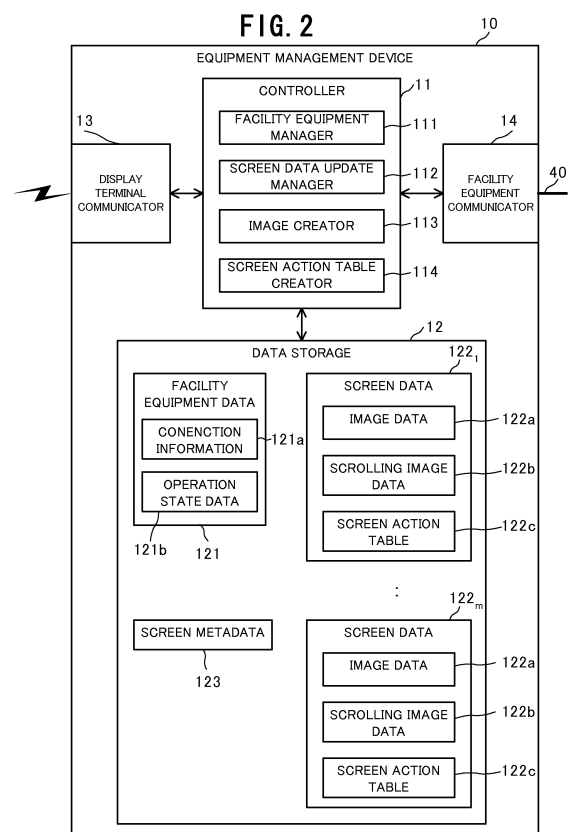 FIG. 2
10
EQUIPMENT MANAGEMENT DEVICE
CONTROLLER
11
FACILITY EQUIPMENT
MANAGER
111
SCREEN DATA UPDATE
MANAGER
112
IMAGE CREATOR
113
SCREEN ACTION TABLE
CREATOR
114
13
DISPLAY
TERMINAL
COMMUNICATOR
14
FACILITY
EQUIPMENT
COMMUNICATOR
40
12
DATA STORAGE
FACILITY
EQUIPMENT DATA
CONENCTION
INFORMATION
121a
OPERATION
STATE DATA
121b
121
SCREEN METADATA
123
122₁
SCREEN DATA
IMAGE DATA
122a
SCROLLING IMAGE
DATA
122b
SCREEN ACTION
TABLE
122c
:
122ₘ
SCREEN DATA
IMAGE DATA
122a
SCROLLING IMAGE
DATA
122b
SCREEN ACTION
TABLE
122c